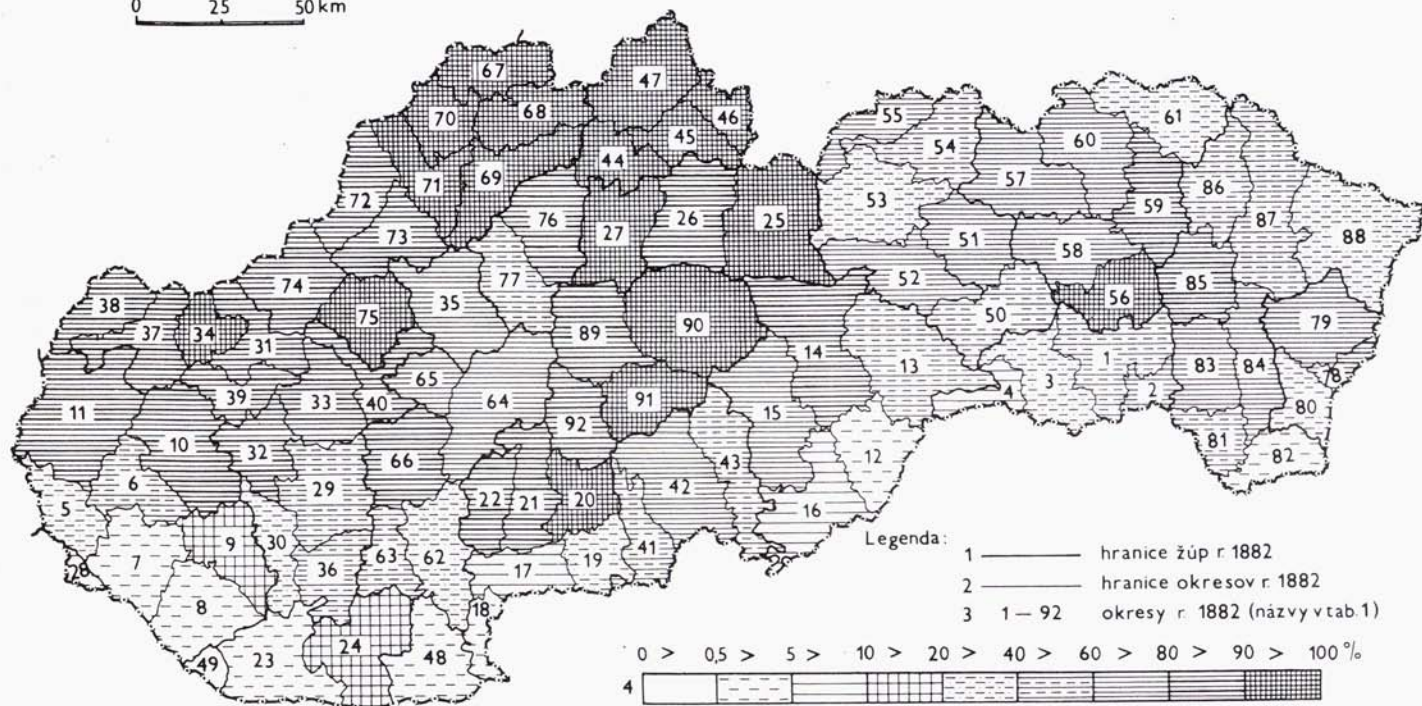 0 25 50 km
67
47
70 68 46
45
55
61
54 60
44
71 69
57
53 86
59 87
72 76 26 25
27
88
73 51
58
77 52
35
74
38 56
75 50 85
37 34 89 90 79
31
14
13 1
65 3 83 84 78
39 33 40 64 91 4 2 80
11 10
92 15
32 66 43 12 81
6 29 22 21 20 42 82
5 16
7 9 30 36 63 62 17 19 41
28
8 18
24
49 23 48
Legenda:
1 hranice žúp r. 1882
2 hranice okresov r. 1882
3 1 — 92 okresy r. 1882 (názvy v tab. 1)
0 > 0,5 > 5 > 10 > 20 > 40 > 60 > 80 > 90 > 100 %
4